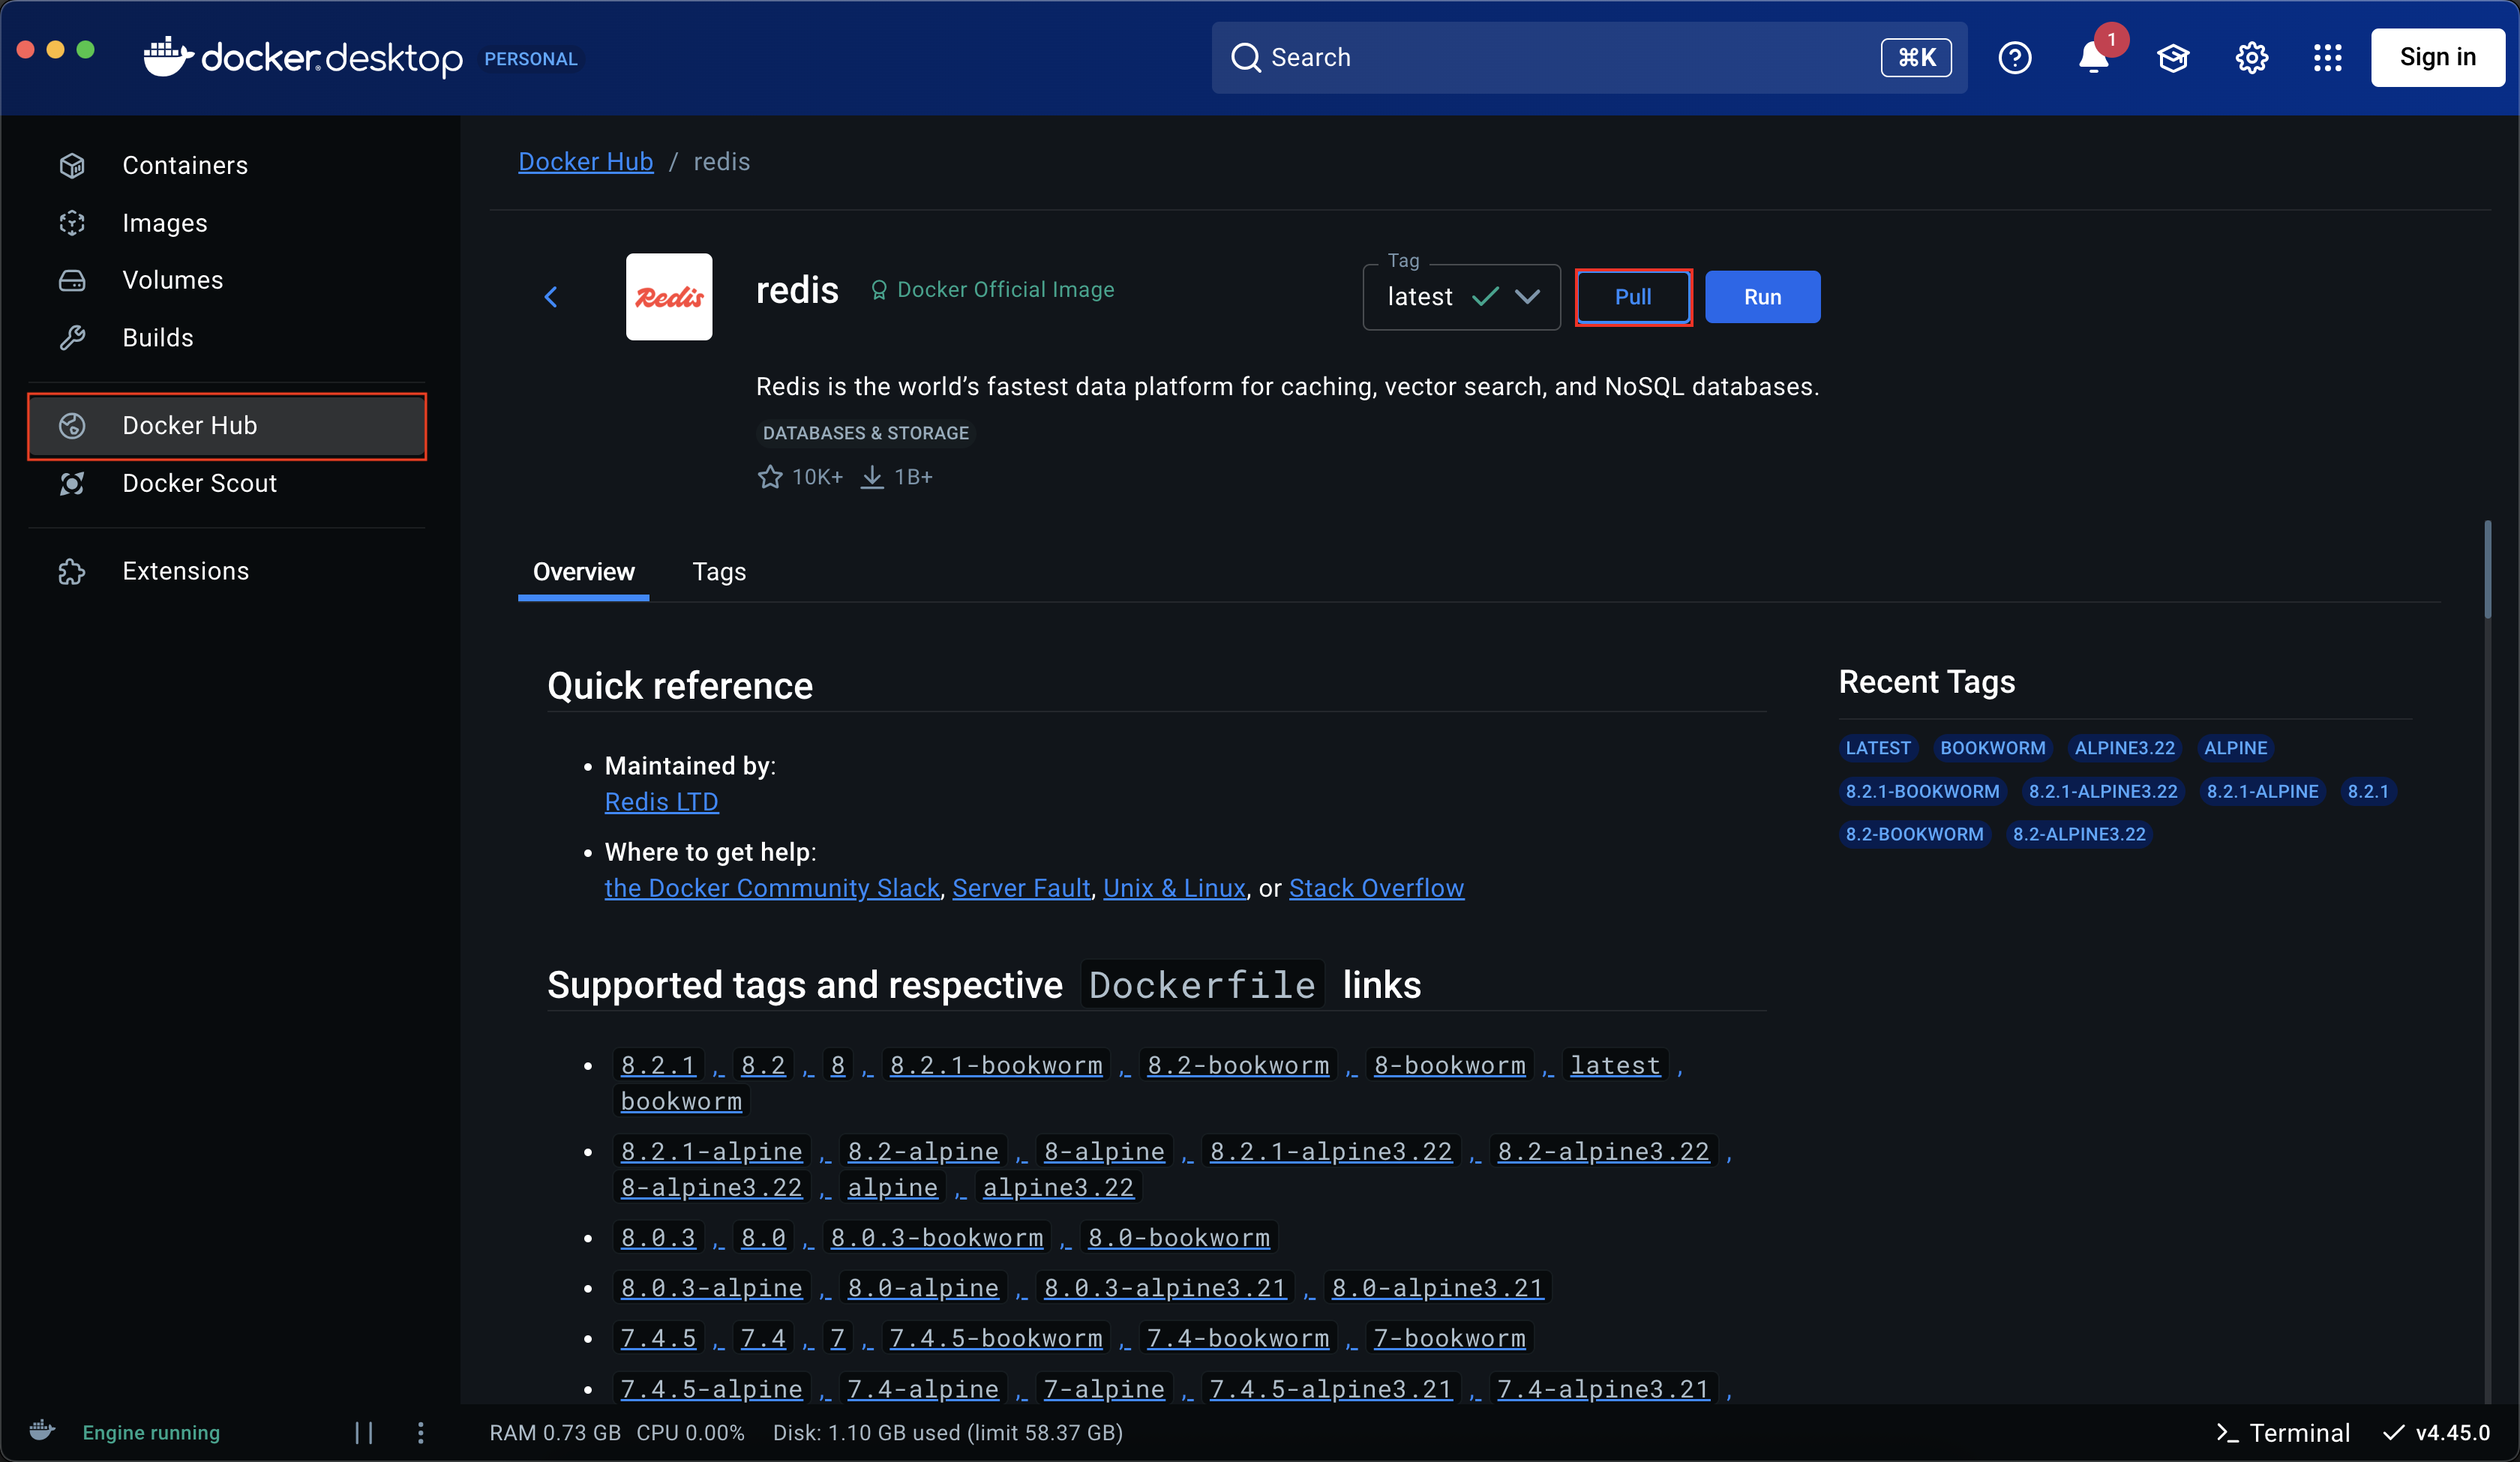 docker.desktop PERSONAL
Search ⌘K
1
Sign in
Containers
Images
Volumes
Builds
Docker Hub
Docker Scout
Extensions
Docker Hub / redis
Redis
redis Docker Official Image
Tag
latest
Pull Run
Redis is the world’s fastest data platform for caching, vector search, and NoSQL databases.
DATABASES & STORAGE
10K+ 1B+
Overview Tags
Quick reference
• Maintained by:
Redis LTD
• Where to get help:
the Docker Community Slack, Server Fault, Unix & Linux, or Stack Overflow
Supported tags and respective Dockerfile links
• 8.2.1 , 8.2 , 8 , 8.2.1-bookworm , 8.2-bookworm , 8-bookworm , latest ,
bookworm
• 8.2.1-alpine , 8.2-alpine , 8-alpine , 8.2.1-alpine3.22 , 8.2-alpine3.22 ,
8-alpine3.22 , alpine , alpine3.22
• 8.0.3 , 8.0 , 8.0.3-bookworm , 8.0-bookworm
• 8.0.3-alpine , 8.0-alpine , 8.0.3-alpine3.21 , 8.0-alpine3.21
• 7.4.5 , 7.4 , 7 , 7.4.5-bookworm , 7.4-bookworm , 7-bookworm
• 7.4.5-alpine , 7.4-alpine , 7-alpine , 7.4.5-alpine3.21 , 7.4-alpine3.21 ,
Recent Tags
LATEST BOOKWORM ALPINE3.22 ALPINE
8.2.1-BOOKWORM 8.2.1-ALPINE3.22 8.2.1-ALPINE 8.2.1
8.2-BOOKWORM 8.2-ALPINE3.22
Engine running
RAM 0.73 GB CPU 0.00% Disk: 1.10 GB used (limit 58.37 GB)
Terminal v4.45.0